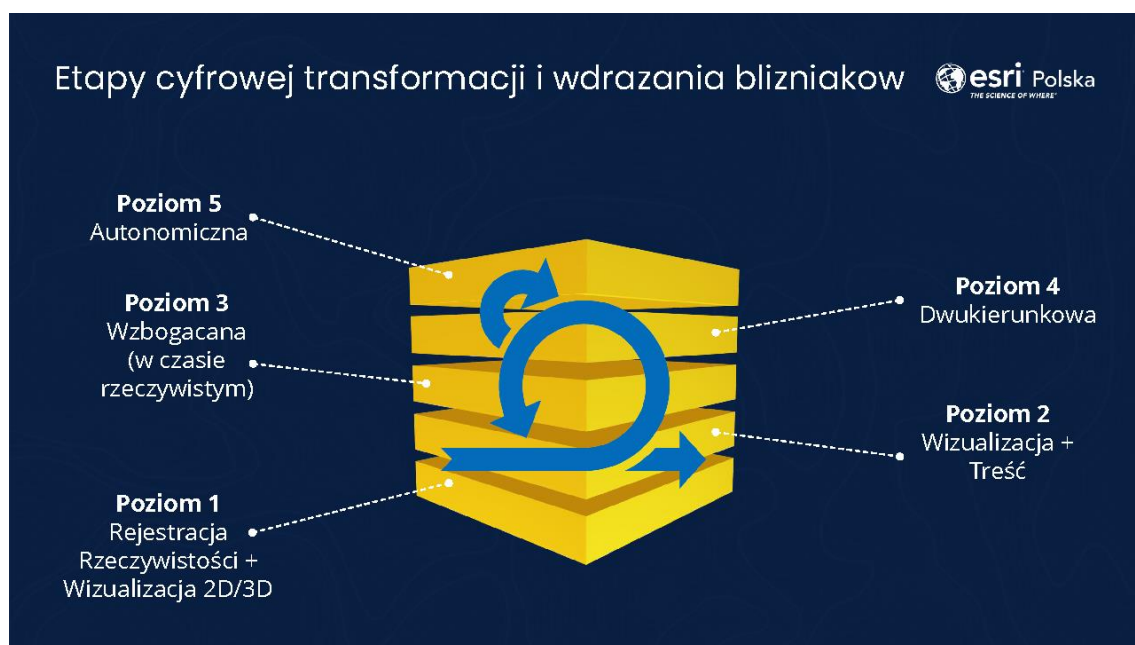 Etapy cyfrowej transformacji i wdrazania blizniakow
esri Polska
THE SCIENCE OF WHERE®
Poziom 5
Autonomiczna
Poziom 3
Wzbogacana
(w czasie
rzeczywistym)
Poziom 1
Rejestracja
Rzeczywistości +
Wizualizacja 2D/3D
Poziom 4
Dwukierunkowa
Poziom 2
Wizualizacja +
Treść